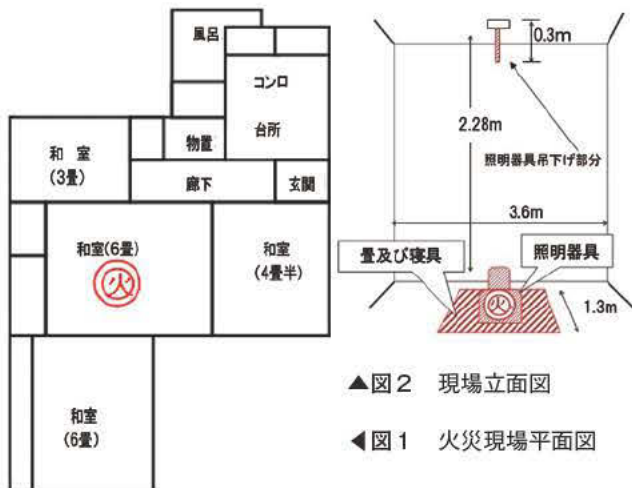 風呂
コンロ
台所
物置
和 室
(3畳)
廊下
玄関
和室(6畳)
火
和室
(4畳半)
和室
(6畳)
0.3m
2.28m
照明器具吊下げ部分
3.6m
畳及び寝具
照明器具
火
1.3m
▲図2 現場立面図
◀図1 火災現場平面図